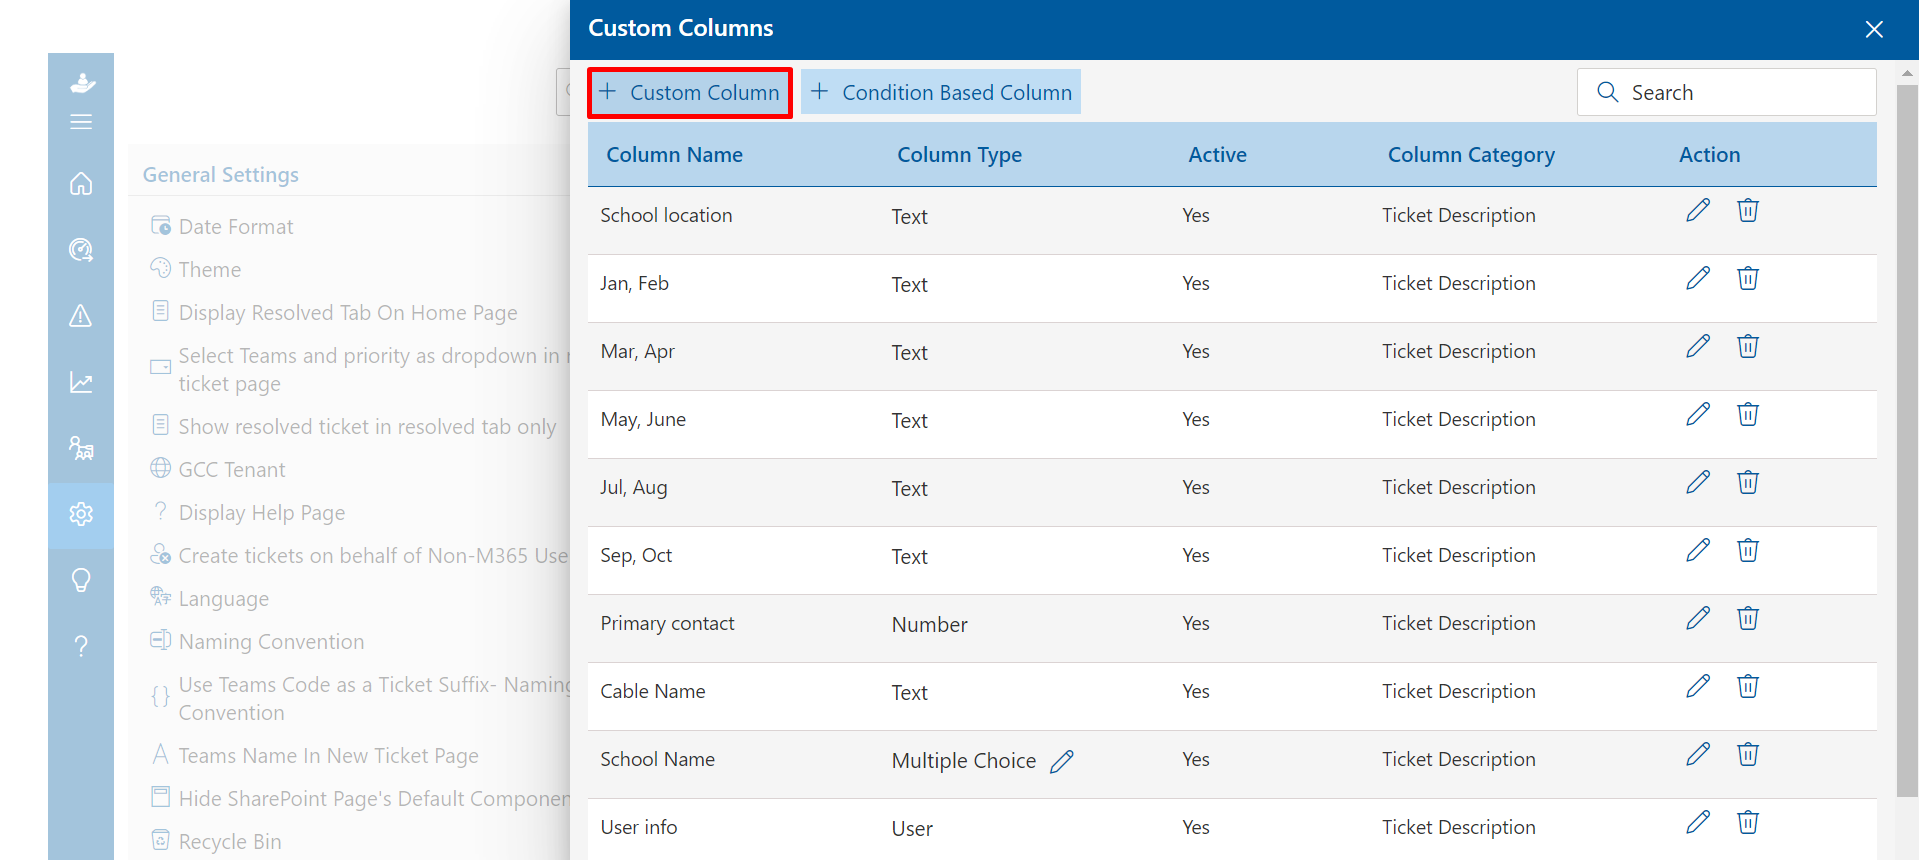 Custom Columns
Custom Column
Condition Based Column
Search
Column Name Column Type Active Column Category Action
School location Text Yes Ticket Description
Jan, Feb Text Yes Ticket Description
Mar, Apr Text Yes Ticket Description
May, June Text Yes Ticket Description
Jul, Aug Text Yes Ticket Description
Sep, Oct Text Yes Ticket Description
Primary contact Number Yes Ticket Description
Cable Name Text Yes Ticket Description
School Name Multiple Choice Yes Ticket Description
User info User Yes Ticket Description
General Settings
Date Format
Theme
Display Resolved Tab On Home Page
Select Teams and priority as dropdown in
ticket page
Show resolved ticket in resolved tab only
GCC Tenant
Display Help Page
Create tickets on behalf of Non-M365 Use
Language
Naming Convention
Use Teams Code as a Ticket Suffix- Naming
Convention
Teams Name In New Ticket Page
Hide SharePoint Page's Default Componen
Recycle Bin